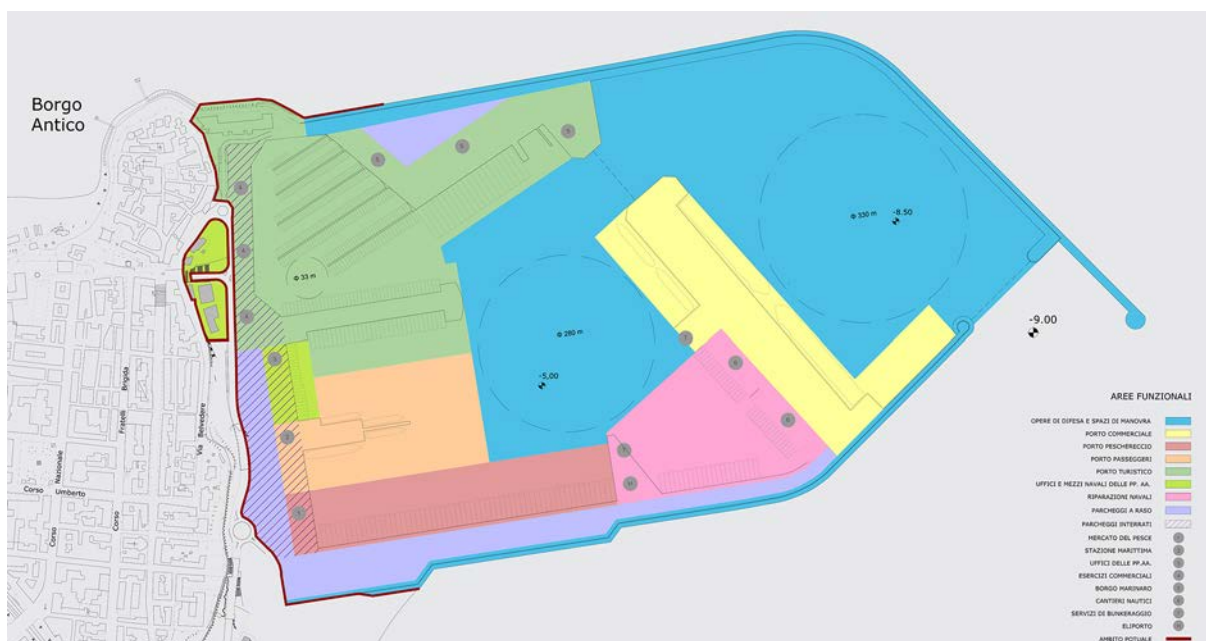 Borgo
Antico
Φ 33 m
Φ 280 m
-5,00
Φ 330 m
-8.50
-9.00
Fratelli Brigida
Via Belvedere
Corso Nazionale
Corso Umberto
Corso
AREE FUNZIONALI
OPERE DI DIFESA E SPAZI DI MANOVRA
PORTO COMMERCIALE
PORTO PESCHERECCIO
PORTO PASSEGGERI
PORTO TURISTICO
UFFICI E MEZZI NAVALI DELLE PP. AA.
RIPARAZIONI NAVALI
PARCHEGGI A RASO
PARCHEGGI INTERRATI
MERCATO DEL PESCE
STAZIONE MARITTIMA
UFFICI DELLE PP.AA.
ESERCIZI COMMERCIALI
BORGO MARINARO
CANTIERI NAUTICI
SERVIZI DI BUNKERAGGIO
ELIPORTO
AMBITO POTUALE